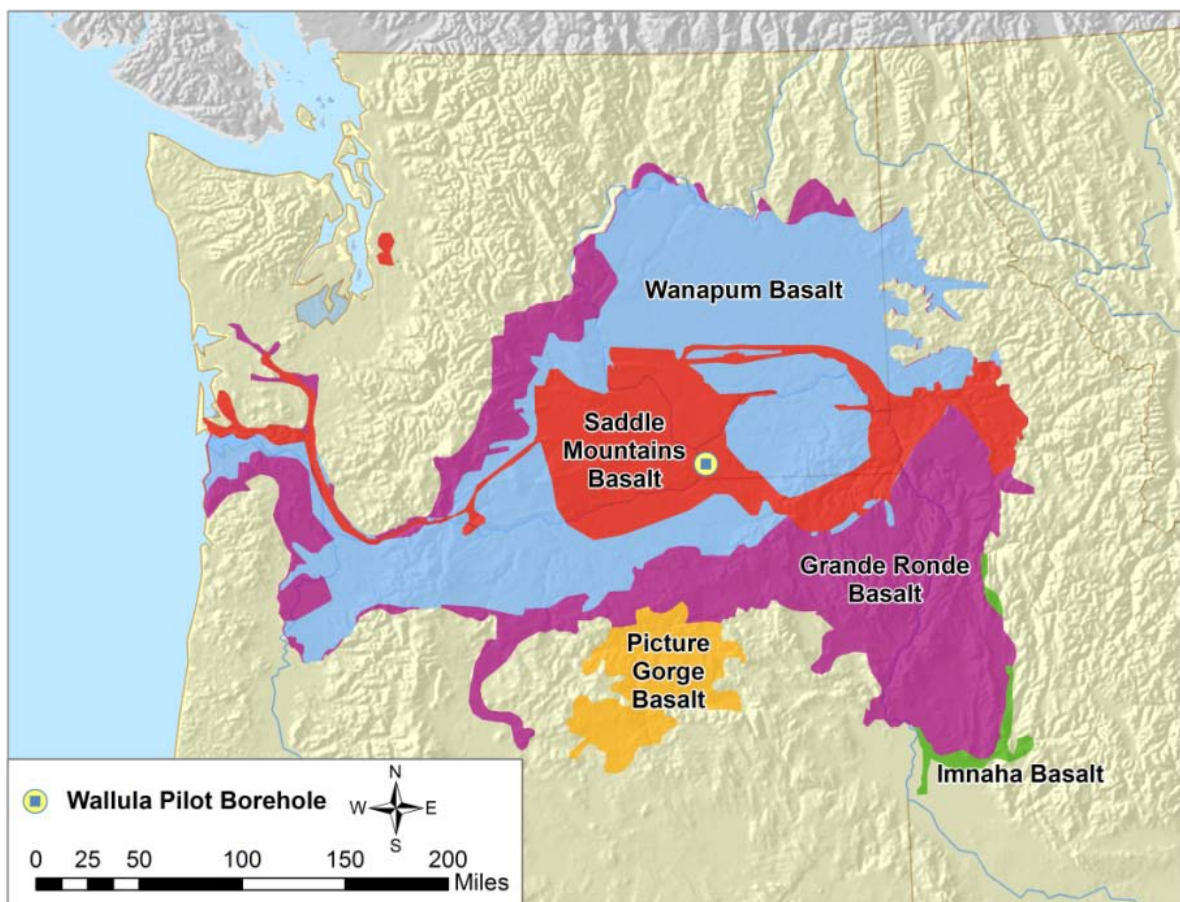 Wanapum Basalt
Saddle
Mountains
Basalt
Grande Ronde
Basalt
Picture
Gorge
Basalt
Imnaha Basalt
Wallula Pilot Borehole
N
W E
S
0 25 50 100 150 200
Miles